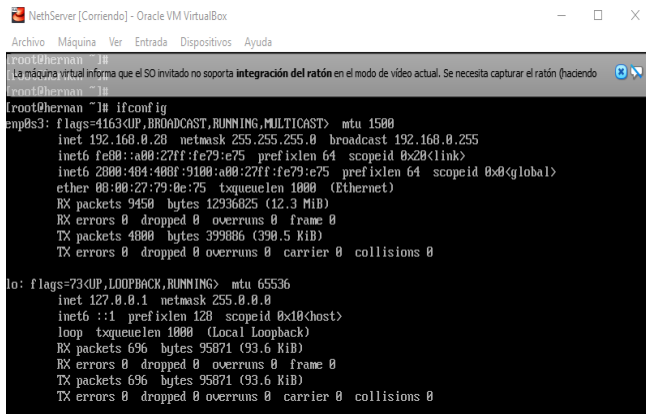 NethServer [Corriendo] - Oracle VM VirtualBox
Archivo Máquina Ver Entrada Dispositivos Ayuda
[root@hernan ~]#
La máquina virtual informa que el SO invitado no soporta integración del ratón en el modo de vídeo actual. Se necesita capturar el ratón (haciendo
[root@hernan ~]#
[root@hernan ~]# ifconfig
enp0s3: flags=4163<UP,BROADCAST,RUNNING,MULTICAST> mtu 1500
inet 192.168.0.28 netmask 255.255.255.0 broadcast 192.168.0.255
inet6 fe80::a00:27ff:fe79:e75 prefixlen 64 scopeid 0x20<link>
inet6 2800:484:408f:9100:a00:27ff:fe79:e75 prefixlen 64 scopeid 0x0<global>
ether 08:00:27:79:0e:75 txqueuelen 1000 (Ethernet)
RX packets 9450 bytes 12936825 (12.3 MiB)
RX errors 0 dropped 0 overruns 0 frame 0
TX packets 4800 bytes 399886 (390.5 KiB)
TX errors 0 dropped 0 overruns 0 carrier 0 collisions 0
lo: flags=73<UP,LOOPBACK,RUNNING> mtu 65536
inet 127.0.0.1 netmask 255.0.0.0
inet6 ::1 prefixlen 128 scopeid 0x10<host>
loop txqueuelen 1000 (Local Loopback)
RX packets 696 bytes 95871 (93.6 KiB)
RX errors 0 dropped 0 overruns 0 frame 0
TX packets 696 bytes 95871 (93.6 KiB)
TX errors 0 dropped 0 overruns 0 carrier 0 collisions 0